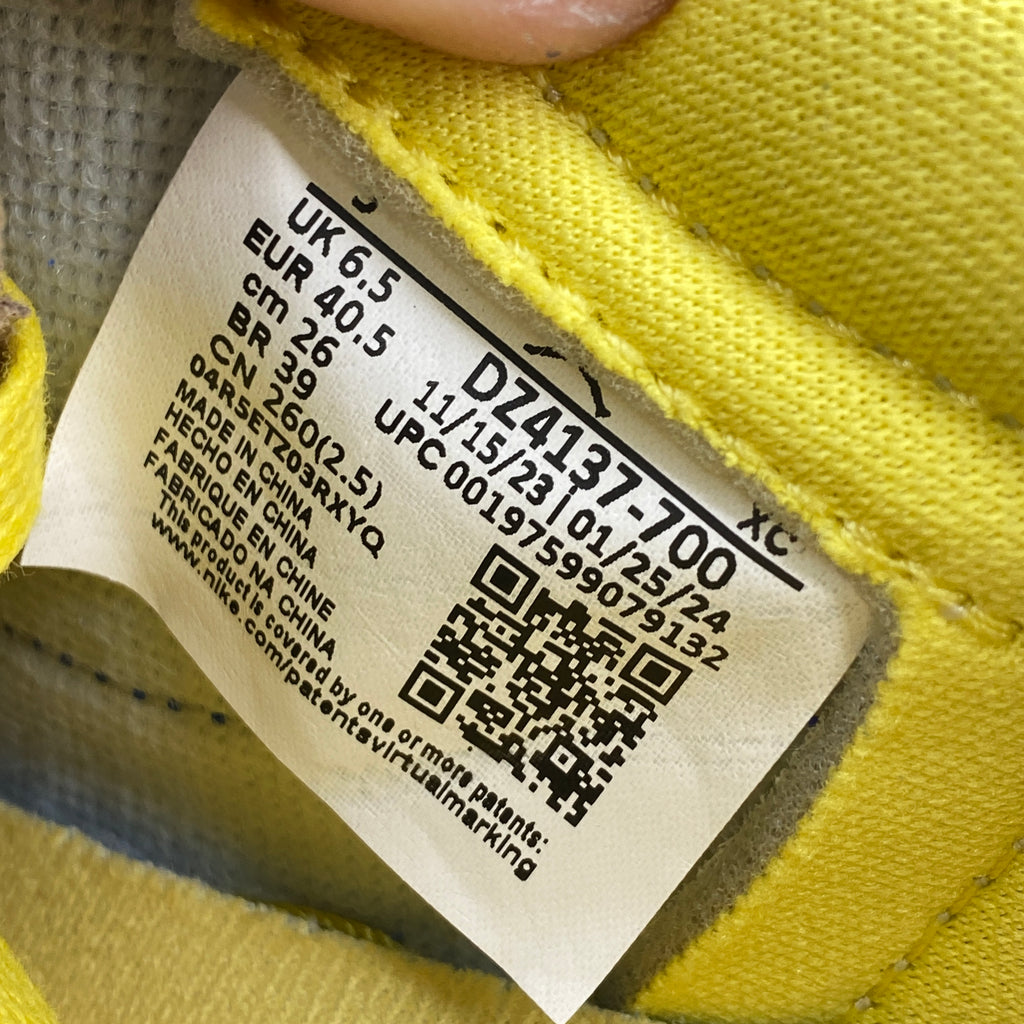 UK 6.5
EUR 40.5
cm 26
BR 39
CN 260(2.5)
04R5ETZ03RXYQ
MADE IN CHINA
HECHO EN CHINA
FABRIQUE EN CHINE
FABRICADO NA CHINA
This product is covered by one or more patents:
www.nike.com/patentsvirtualmarking
XC
DZ4137-700
11/15/23 | 01/25/24
UPC 00197599079132